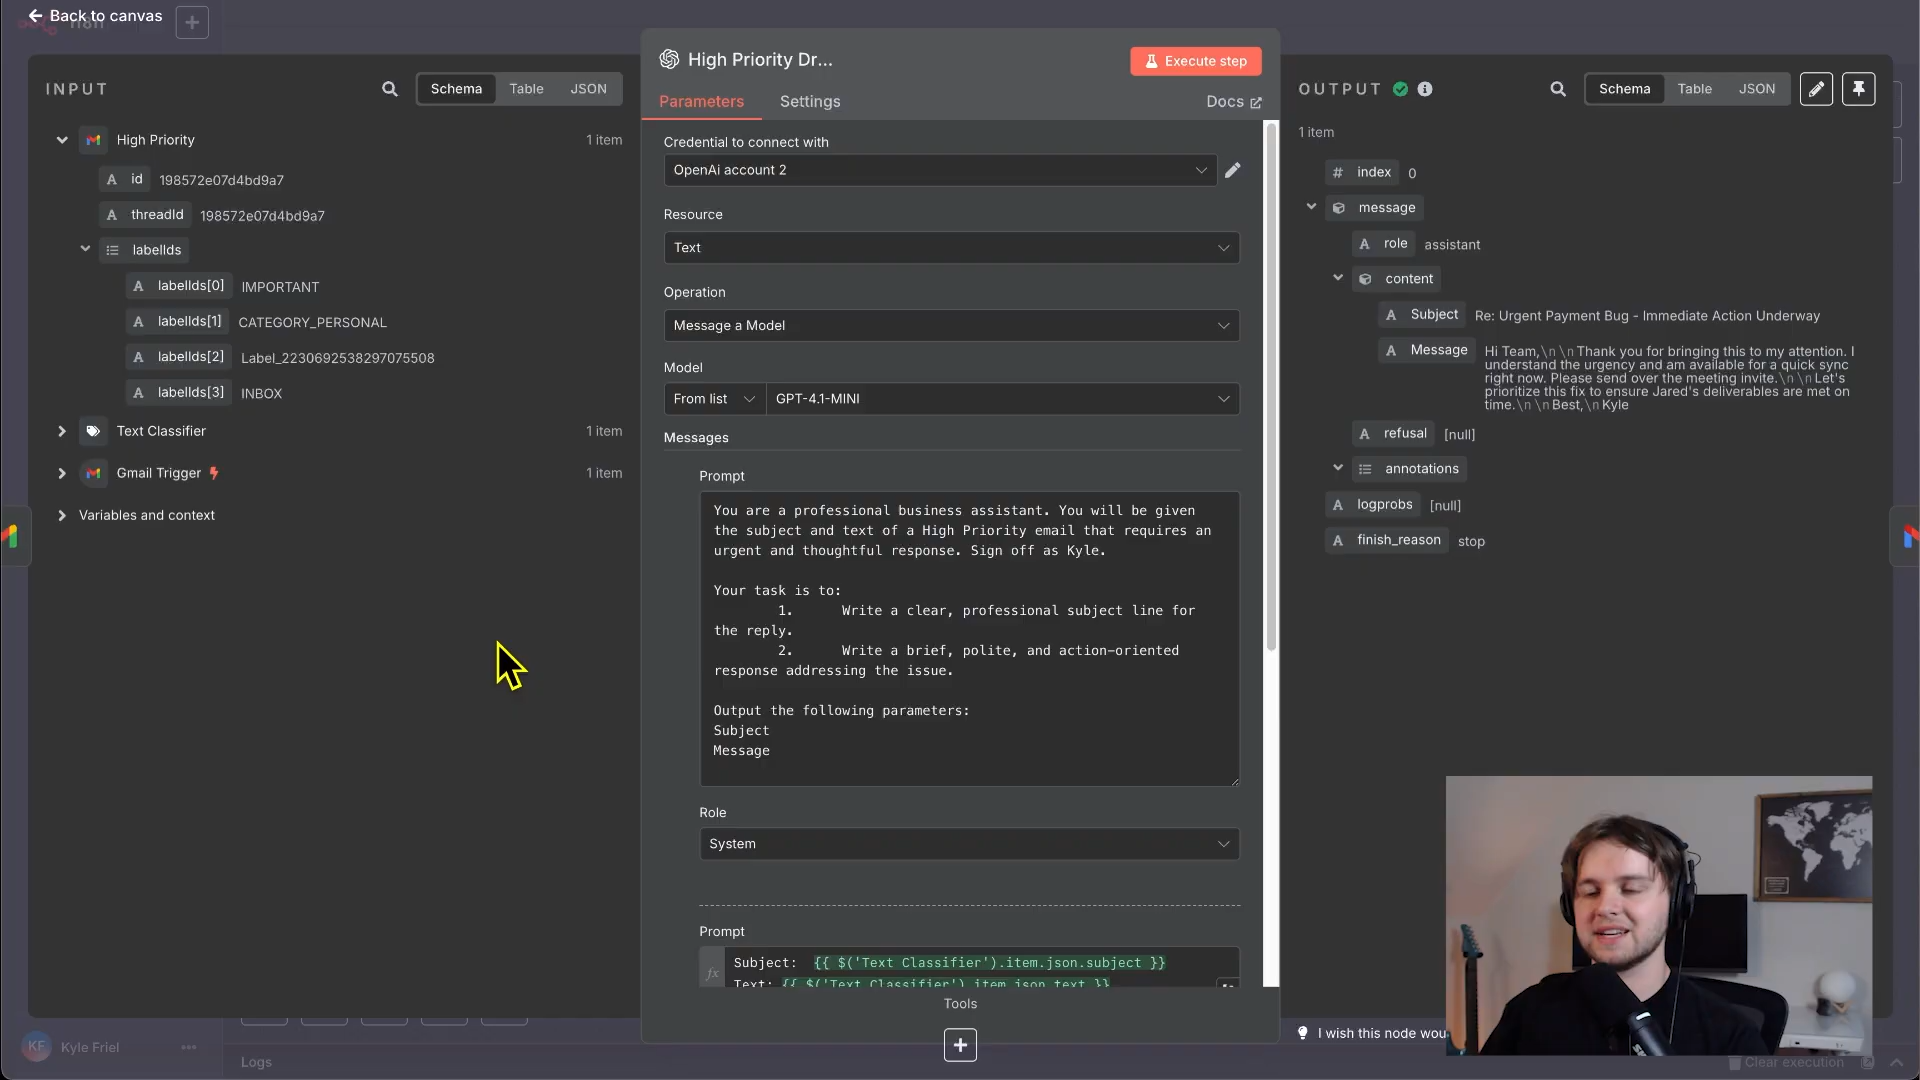 Back to canvas
INPUT
Schema
Table
JSON
High Priority
1 item
id
198572e07d4bd9a7
threadId
198572e07d4bd9a7
labelIds
labelIds[0]
IMPORTANT
labelIds[1]
CATEGORY_PERSONAL
labelIds[2]
Label_2230692538297075508
labelIds[3]
INBOX
Text Classifier
1 item
Gmail Trigger
1 item
Variables and context
High Priority Dr...
Execute step
Parameters
Settings
Docs
Credential to connect with
OpenAi account 2
Resource
Text
Operation
Message a Model
Model
From list
GPT-4.1-MINI
Messages
Prompt
You are a professional business assistant. You will be given
the subject and text of a High Priority email that requires an
urgent and thoughtful response. Sign off as Kyle.
Your task is to:
1. Write a clear, professional subject line for
the reply.
2. Write a brief, polite, and action-oriented
response addressing the issue.
Output the following parameters:
Subject
Message
Role
System
Prompt
fx
Subject: {{ $('Text Classifier').item.json.subject }}
Text: {{ $('Text Classifier').item.json.text }}
Tools
OUTPUT
Schema
Table
JSON
1 item
# index
0
message
role
assistant
content
Subject
Re: Urgent Payment Bug - Immediate Action Underway
Message
Hi Team,\n\nThank you for bringing this to my attention. I
understand the urgency and am available for a quick sync
right now. Please send over the meeting invite.\n\nLet's
prioritize this fix to ensure Jared's deliverables are met on
time.\n\nBest,\nKyle
refusal
[null]
annotations
logprobs
[null]
finish_reason
stop
I wish this node wou
KF
Kyle Friel
Logs
Clear execution